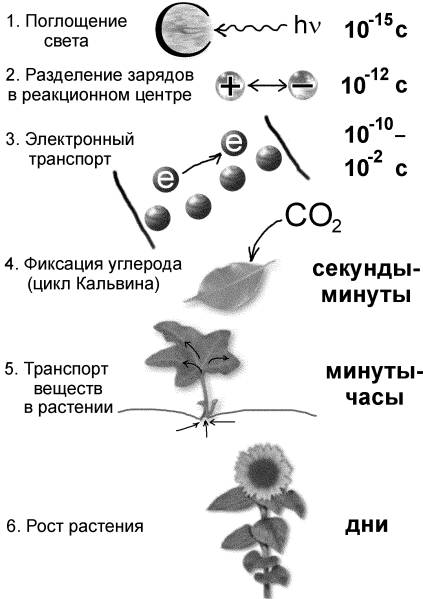 1. Поглощение
света
hν
10⁻¹⁵ с
2. Разделение зарядов
в реакционном центре
+ −
10⁻¹² с
3. Электронный
транспорт
e e
10⁻¹⁰ –
10⁻² с
CO₂
4. Фиксация углерода
(цикл Кальвина)
секунды-
минуты
5. Транспорт
веществ
в растении
минуты-
часы
6. Рост растения
дни